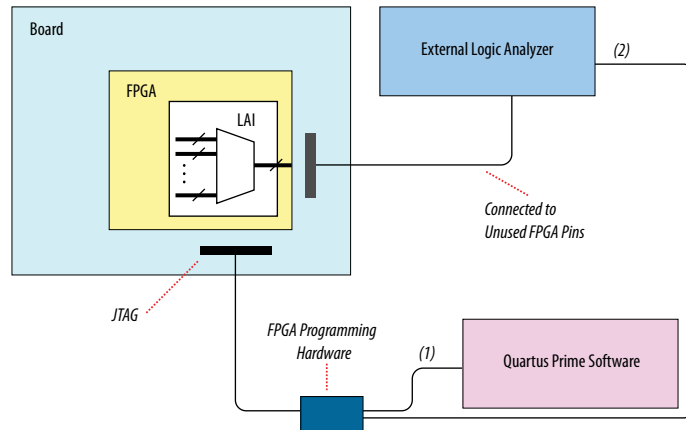 Board
External Logic Analyzer
(2)
FPGA
LAI
Connected to
Unused FPGA Pins
JTAG
FPGA Programming
Hardware
(1)
Quartus Prime Software